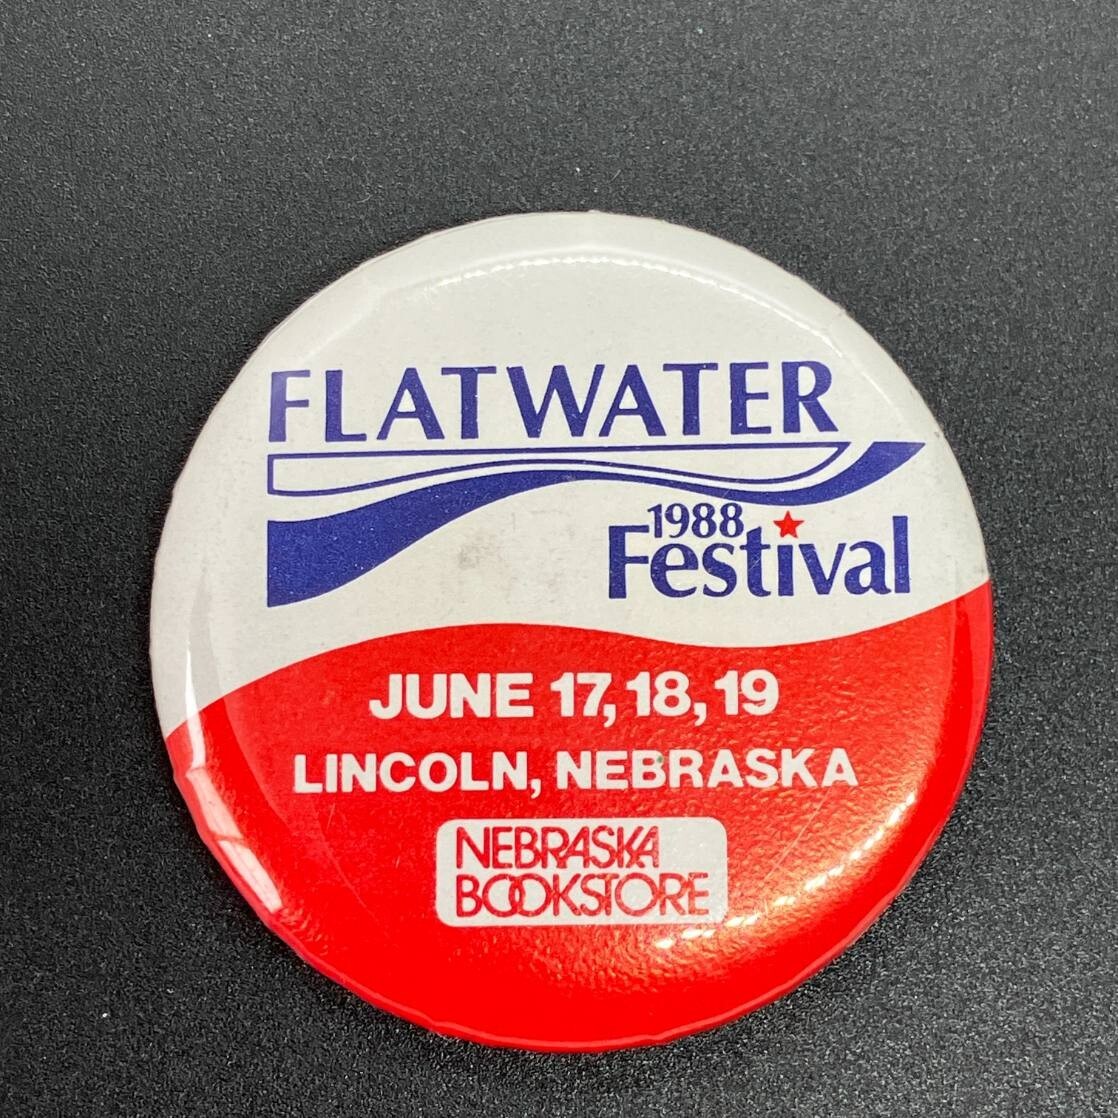 FLATWATER
1988
Festival
JUNE 17, 18, 19
LINCOLN, NEBRASKA
NEBRASKA
BOOKSTORE